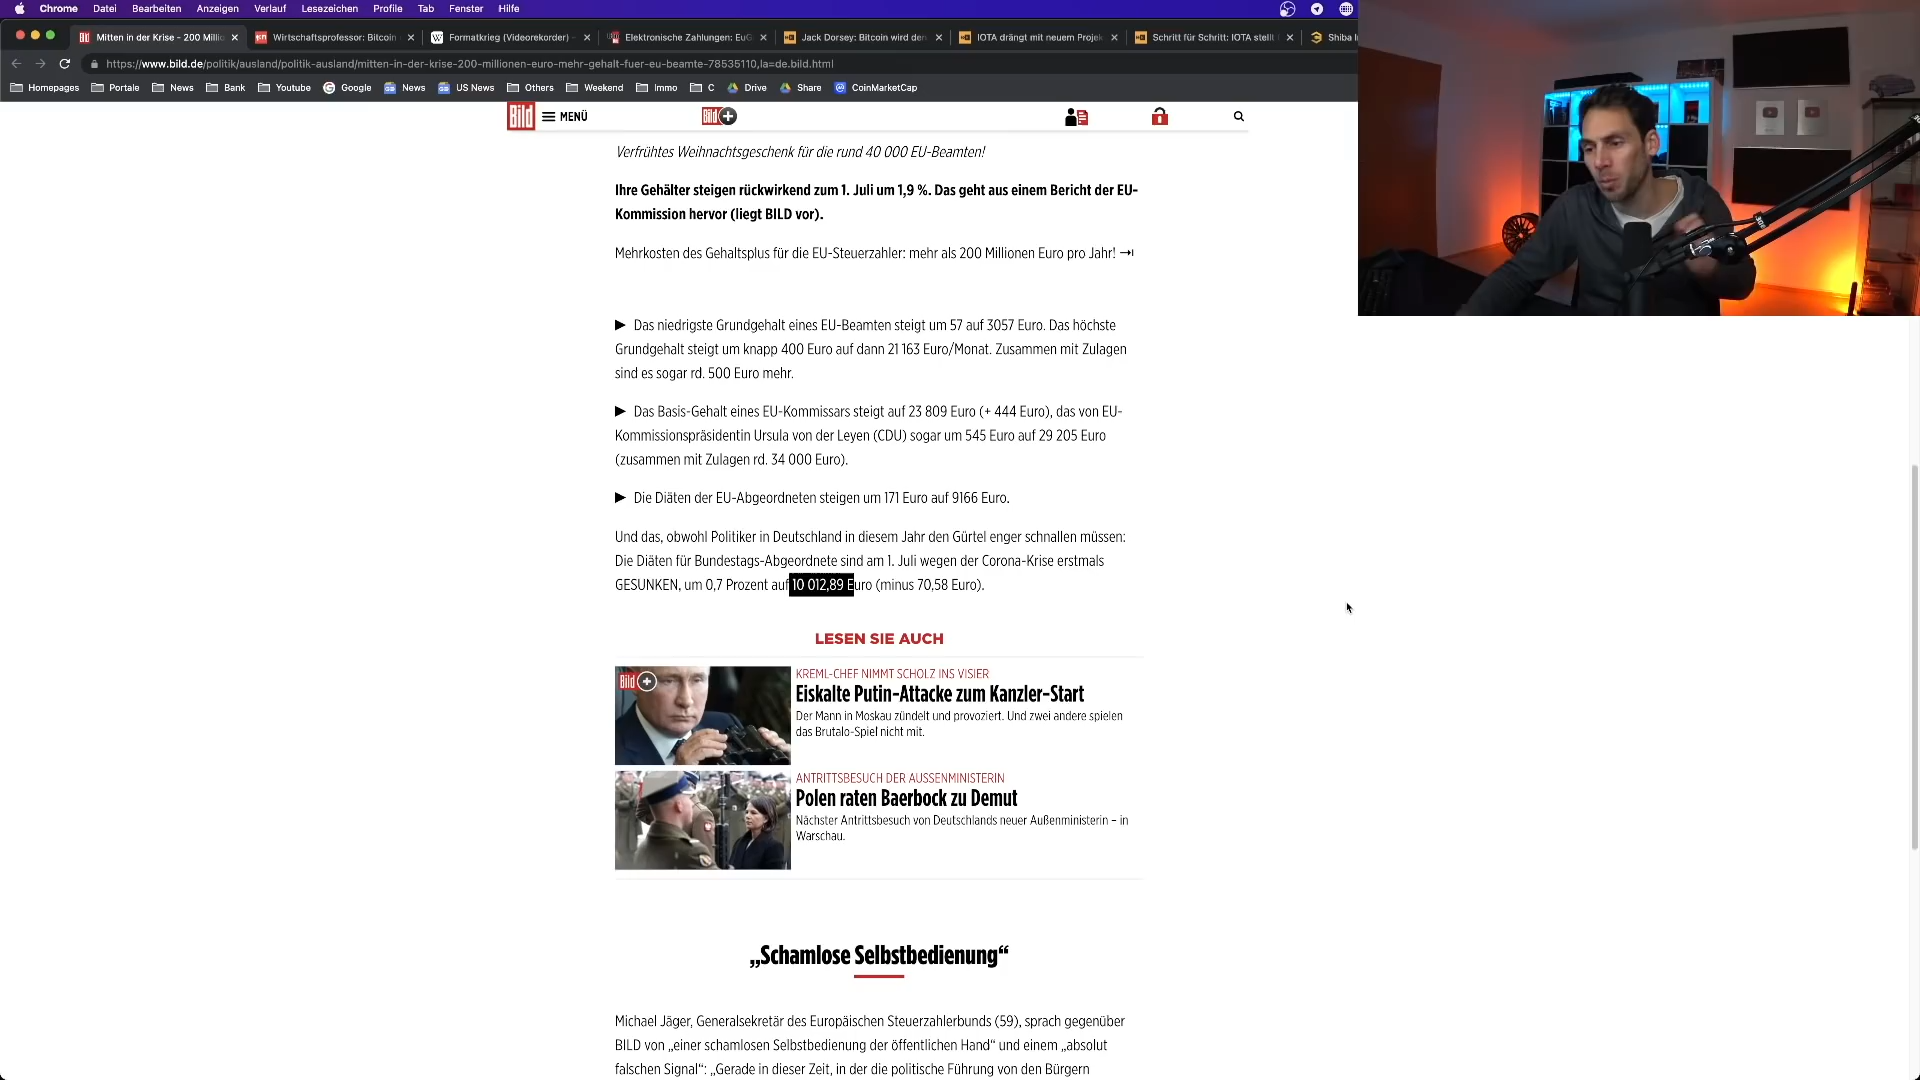 Chrome Datei Bearbeiten Anzeigen Verlauf Lesezeichen Profile Tab Fenster Hilfe
Mitten in der Krise - 200 Milli
Wirtschaftsprofessor: Bitcoin
Formatkrieg (Videorekorder) -
Elektronische Zahlungen: EuG
Jack Dorsey: Bitcoin wird den
IOTA drängt mit neuem Projek
Schritt für Schritt: IOTA stellt
Shiba I
https://www.bild.de/politik/ausland/politik-ausland/mitten-in-der-krise-200-millionen-euro-mehr-gehalt-fuer-eu-beamte-78535110,la=de.bild.html
Homepages Portale News Bank Youtube Google News US News Others Weekend Immo C Drive Share CoinMarketCap
Bild MENÜ Bild
Verfrühtes Weihnachtsgeschenk für die rund 40 000 EU-Beamten!
Ihre Gehälter steigen rückwirkend zum 1. Juli um 1,9 %. Das geht aus einem Bericht der EU-
Kommission hervor (liegt BILD vor).
Mehrkosten des Gehaltsplus für die EU-Steuerzahler: mehr als 200 Millionen Euro pro Jahr!
► Das niedrigste Grundgehalt eines EU-Beamten steigt um 57 auf 3057 Euro. Das höchste
Grundgehalt steigt um knapp 400 Euro auf dann 21 163 Euro/Monat. Zusammen mit Zulagen
sind es sogar rd. 500 Euro mehr.
► Das Basis-Gehalt eines EU-Kommissars steigt auf 23 809 Euro (+ 444 Euro), das von EU-
Kommissionspräsidentin Ursula von der Leyen (CDU) sogar um 545 Euro auf 29 205 Euro
(zusammen mit Zulagen rd. 34 000 Euro).
► Die Diäten der EU-Abgeordneten steigen um 171 Euro auf 9166 Euro.
Und das, obwohl Politiker in Deutschland in diesem Jahr den Gürtel enger schnallen müssen:
Die Diäten für Bundestags-Abgeordnete sind am 1. Juli wegen der Corona-Krise erstmals
GESUNKEN, um 0,7 Prozent auf 10 012,89 Euro (minus 70,58 Euro).
LESEN SIE AUCH
Bild
KREML-CHEF NIMMT SCHOLZ INS VISIER
Eiskalte Putin-Attacke zum Kanzler-Start
Der Mann in Moskau zündelt und provoziert. Und zwei andere spielen
das Brutalo-Spiel nicht mit.
ANTRITTSBESUCH DER AUSSENMINISTERIN
Polen raten Baerbock zu Demut
Nächster Antrittsbesuch von Deutschlands neuer Außenministerin – in
Warschau.
„Schamlose Selbstbedienung“
Michael Jäger, Generalsekretär des Europäischen Steuerzahlerbunds (59), sprach gegenüber
BILD von „einer schamlosen Selbstbedienung der öffentlichen Hand“ und einem „absolut
falschen Signal“: „Gerade in dieser Zeit, in der die politische Führung von den Bürgern